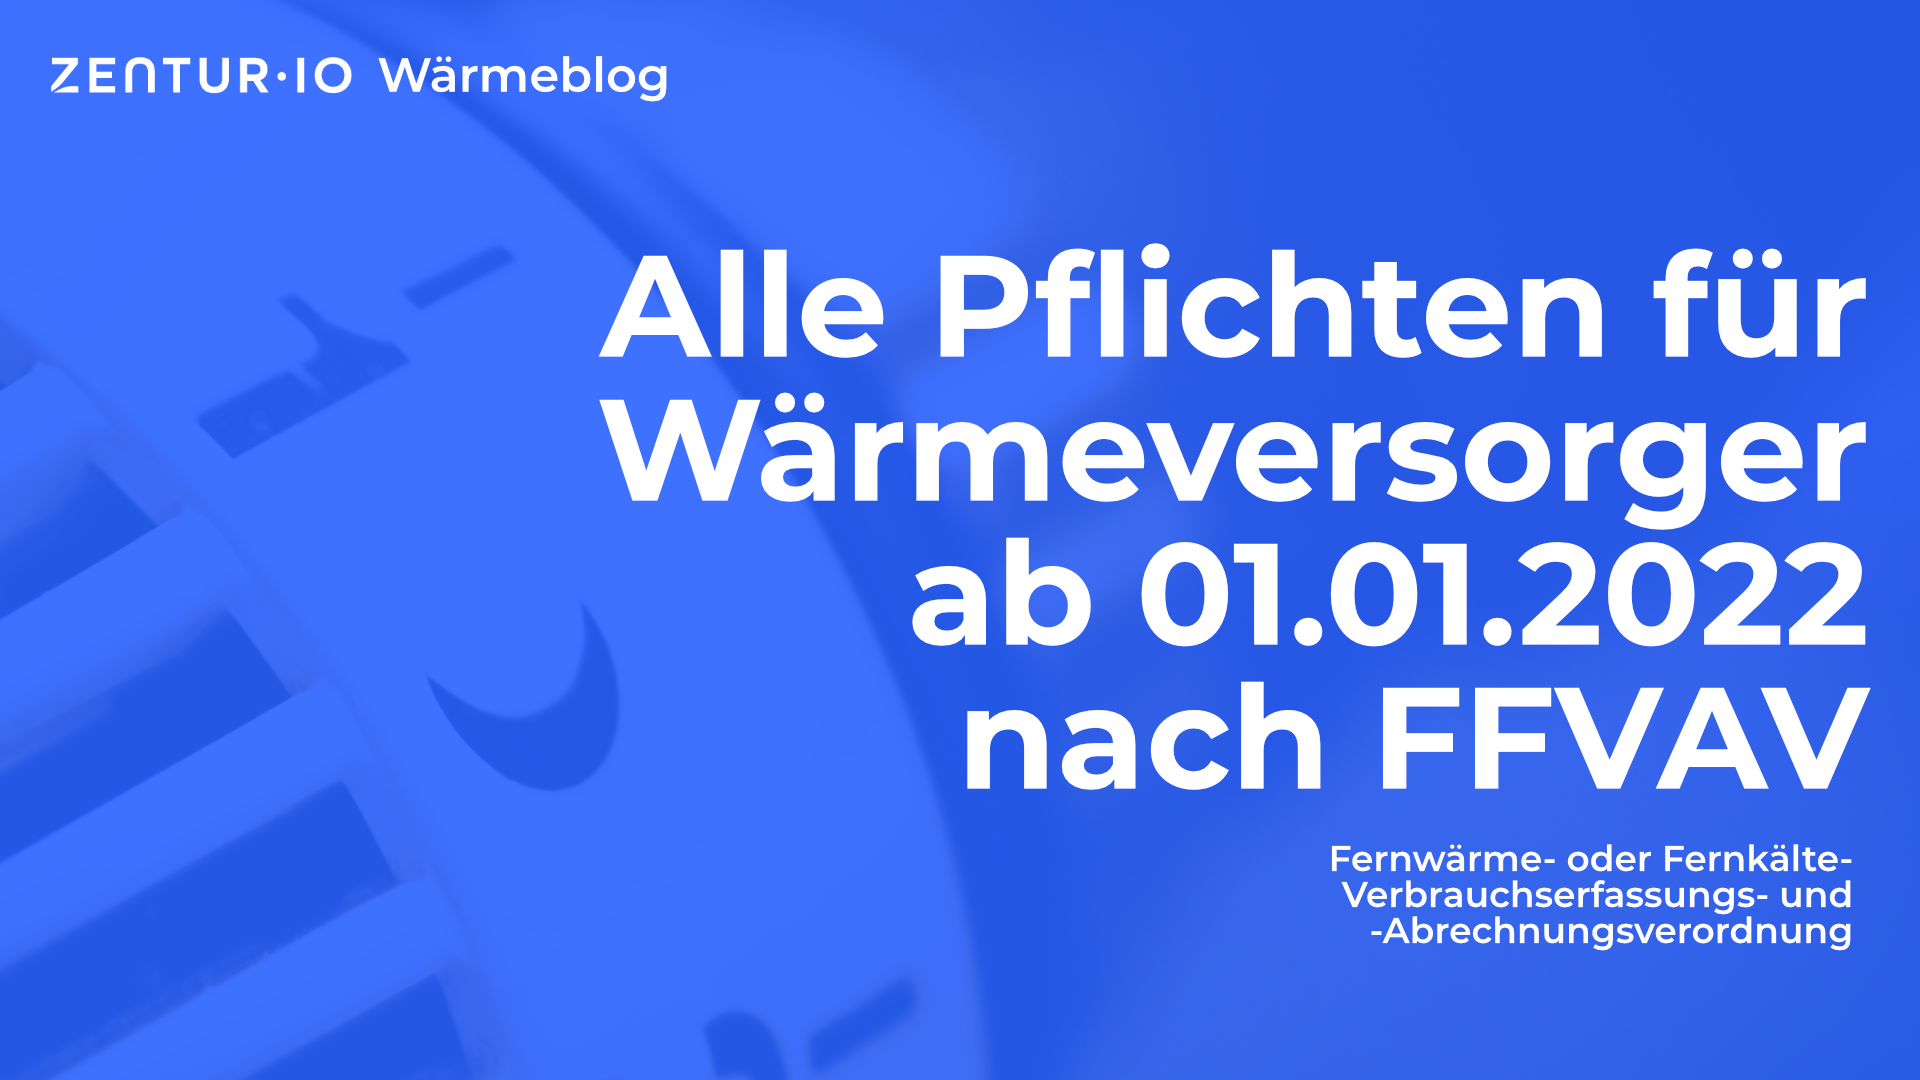 ZENTUR·IO Wärmeblog
Alle Pflichten für
Wärmeversorger
ab 01.01.2022
nach FFVAV
Fernwärme- oder Fernkälte-
Verbrauchserfassungs- und
-Abrechnungsverordnung